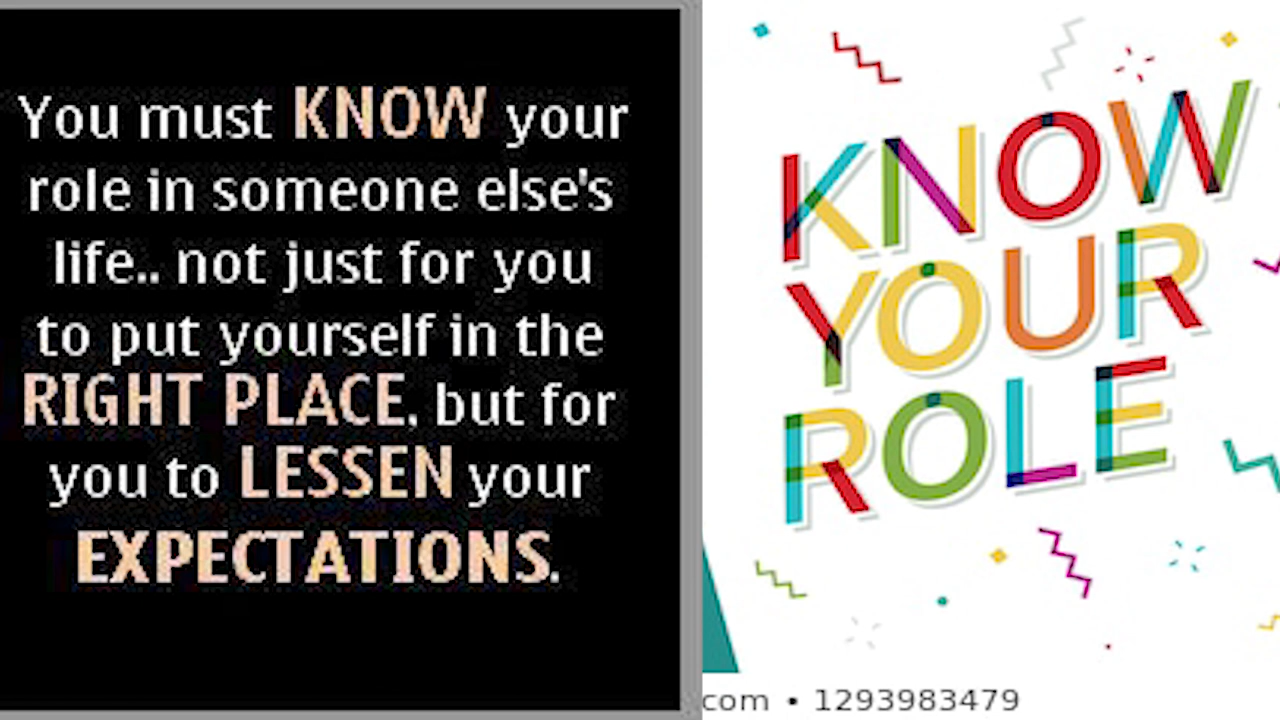 You must KNOW your
role in someone else's
life.. not just for you
to put yourself in the
RIGHT PLACE, but for
you to LESSEN your
EXPECTATIONS.
KNOW
YOUR
ROLE
com • 1293983479